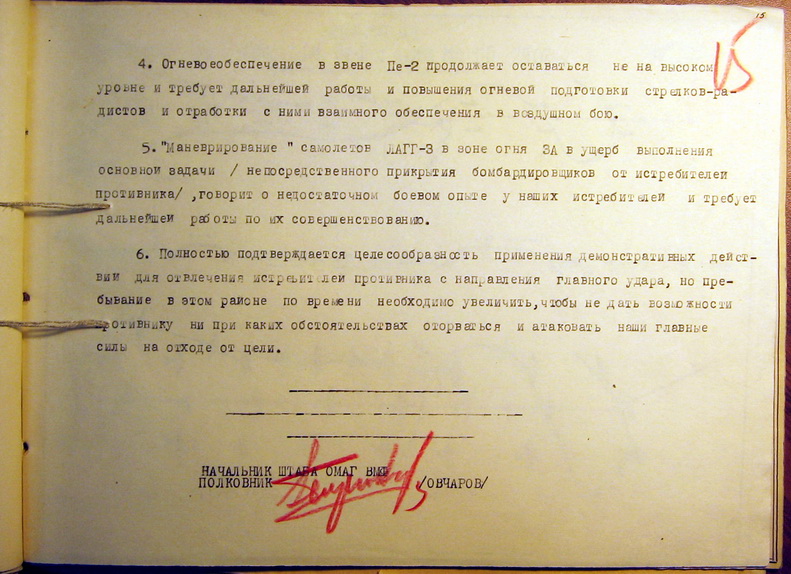 15.
15
4. Огневоеобеспечение в звене Пе-2 продолжает оставаться не на высоком
уровне и требует дальнейшей работы и повышения огневой подготовки стрелков-ра-
дистов и отработки с ними взаимного обеспечения в воздушном бою.
5. "Маневрирование" самолетов ЛАГГ-3 в зоне огня ЗА в ущерб выполнения
основной задачи / непосредственного прикрытия бомбардировщиков от истребителей
противника/ ,говорит о недостаточном боевом опыте у наших истребителей и требует
дальнейшей работы по их совершенствованию.
6. Полностью подтверждается целесообразность применения демонстративных дейст-
вий для отвлечения истребителей противника с направления главного удара, но пре-
бывание в этом районе по времени необходимо увеличить,чтобы не дать возможности
противнику ни при каких обстоятельствах оторваться и атаковать наши главные
силы на отходе от цели.
НАЧАЛЬНИК ШТАБА ОМАГ ВМФ
ПОЛКОВНИК /ОВЧАРОВ/